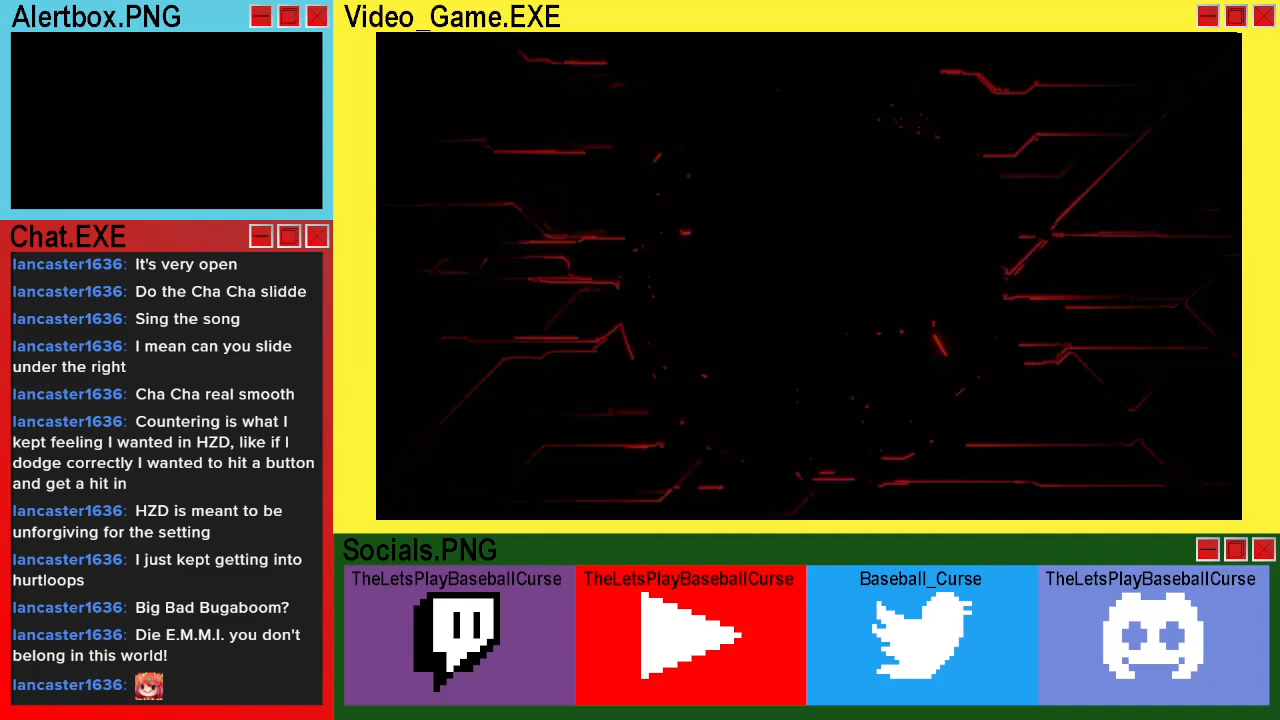 Alertbox.PNG
Video_Game.EXE
Chat.EXE
lancaster1636: It's very open
lancaster1636: Do the Cha Cha slidde
lancaster1636: Sing the song
lancaster1636: I mean can you slide
under the right
lancaster1636: Cha Cha real smooth
lancaster1636: Countering is what I
kept feeling I wanted in HZD, like if I
dodge correctly I wanted to hit a button
and get a hit in
lancaster1636: HZD is meant to be
unforgiving for the setting
lancaster1636: I just kept getting into
hurtloops
lancaster1636: Big Bad Bugaboom?
lancaster1636: Die E.M.M.I. you don't
belong in this world!
lancaster1636:
Socials.PNG
TheLetsPlayBaseballCurse
TheLetsPlayBaseballCurse
Baseball_Curse
TheLetsPlayBaseballCurse